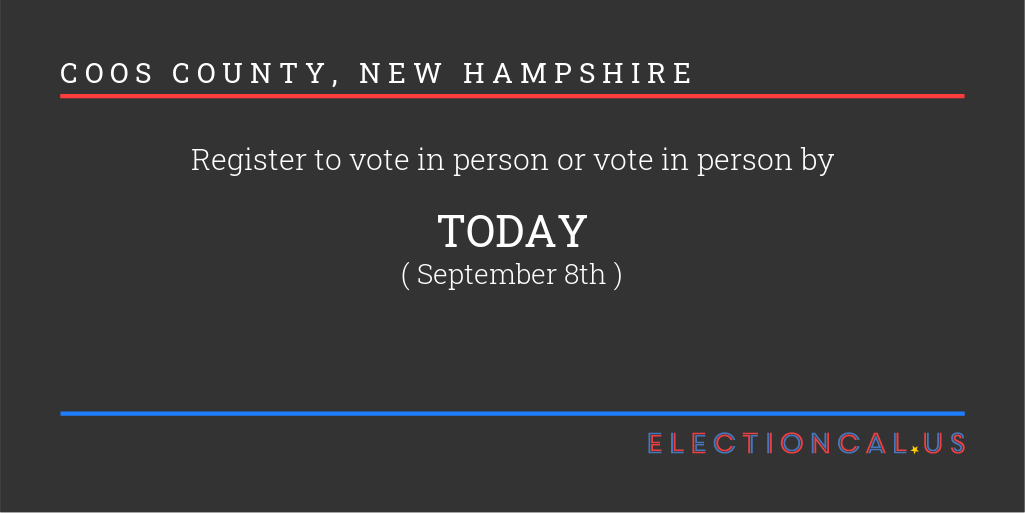 COOS COUNTY, NEW HAMPSHIRE
Register to vote in person or vote in person by
TODAY
( September 8th )
ELECTIONCAL.US